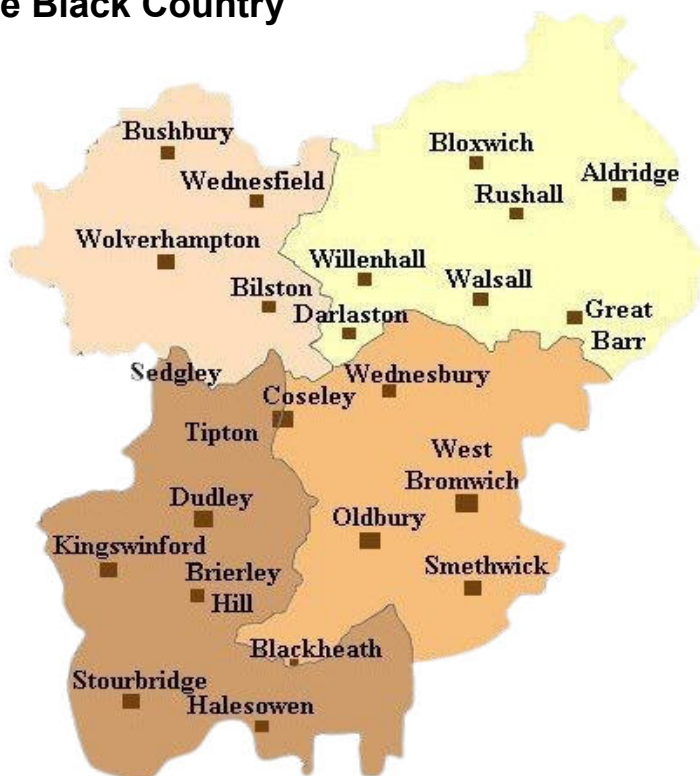 e Black Country
Bushbury
Bloxwich
Wednesfield
Aldridge
Rushall
Wolverhampton
Willenhall
Walsall
Bilston
Darlaston
Great
Barr
Sedgley
Wednesbury
Coseley
Tipton
West
Bromwich
Dudley
Oldbury
Kingswinford
Smethwick
Brierley
Hill
Blackheath
Stourbridge
Halesowen